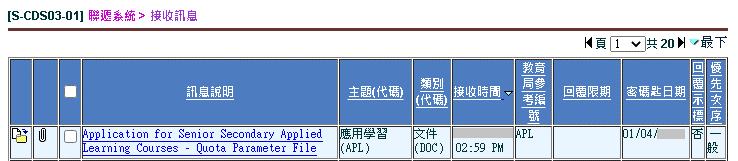 [S-CDS03-01] 聯遞系統 > 接收訊息
頁 1 共 20 最下
訊息說明
主題(代碼)
類別
(代碼)
接收時間
教育
局參
考編
號
回覆限期
密碼匙日期
回
覆
示
標
優
先
次
序
Application for Senior Secondary Applied
Learning Courses - Quota Parameter File
應用學習
(APL)
文件
(DOC)
02:59 PM
APL
01/04/
否
一
般